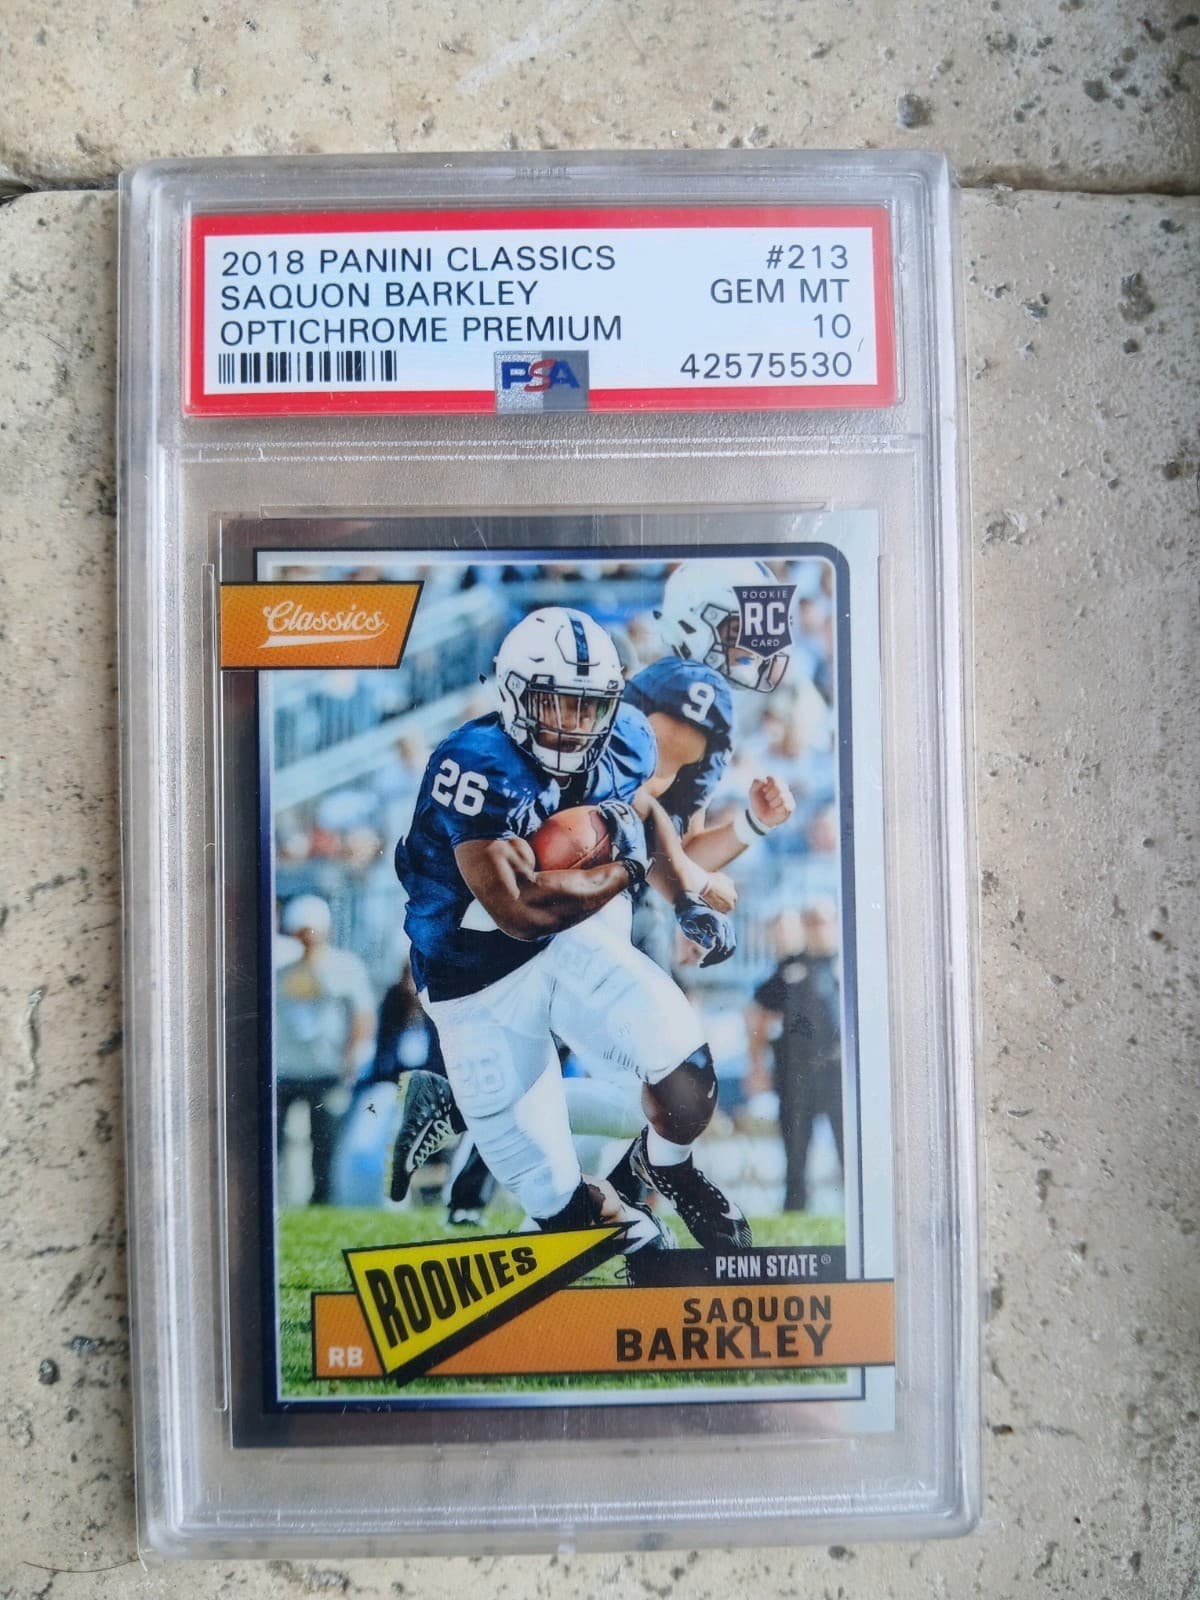 2018 PANINI CLASSICS #213
SAQUON BARKLEY GEM MT
OPTICHROME PREMIUM 10
PSA 42575530
Classics
ROOKIE
RC
CARD
9
26
26
ROOKIES
PENN STATE®
SAQUON
RB BARKLEY